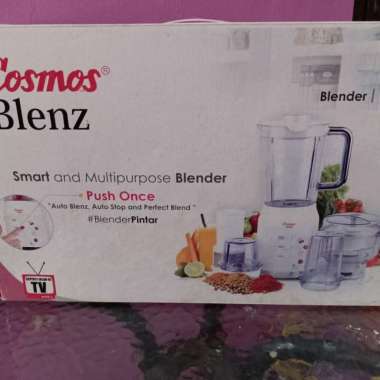 Cosmos®
Blenz
Blender |
Smart and Multipurpose Blender
Push Once
"Auto Blenz, Auto Stop and Perfect Blend"
#BlenderPintar
TV